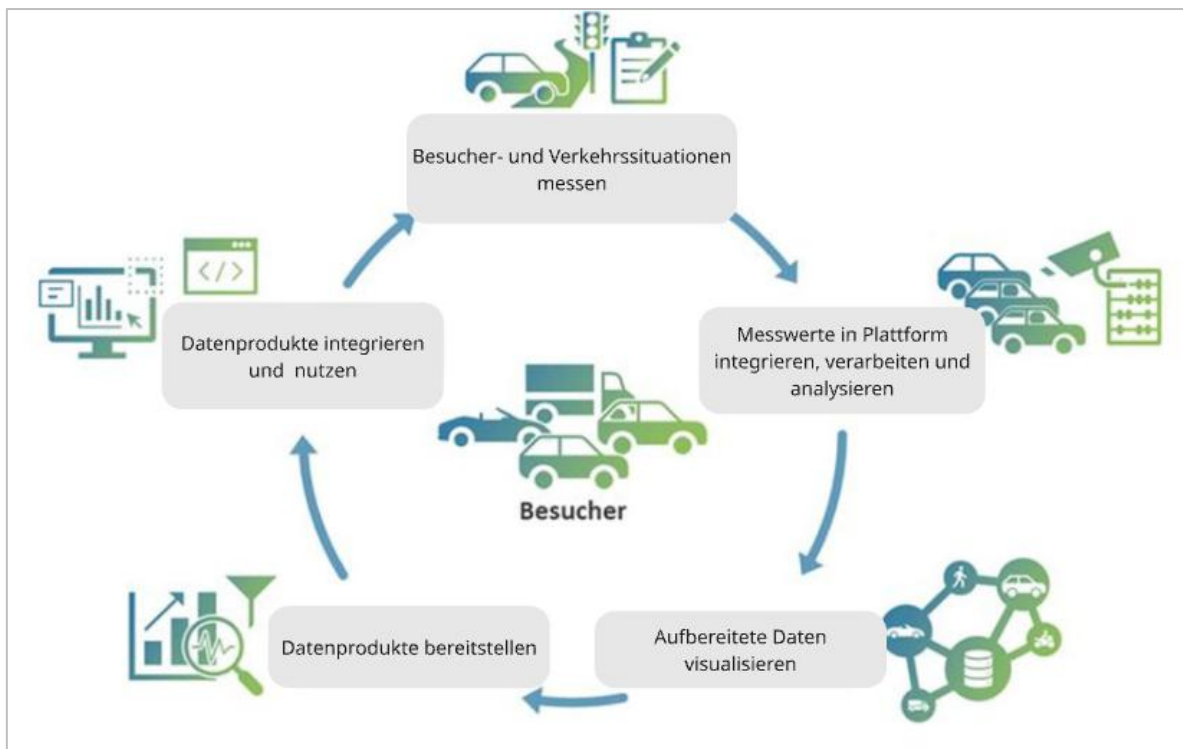 Besucher- und Verkehrssituationen
messen
Messwerte in Plattform
integrieren, verarbeiten und
analysieren
Aufbereitete Daten
visualisieren
Datenprodukte bereitstellen
Datenprodukte integrieren
und nutzen
</>
Besucher